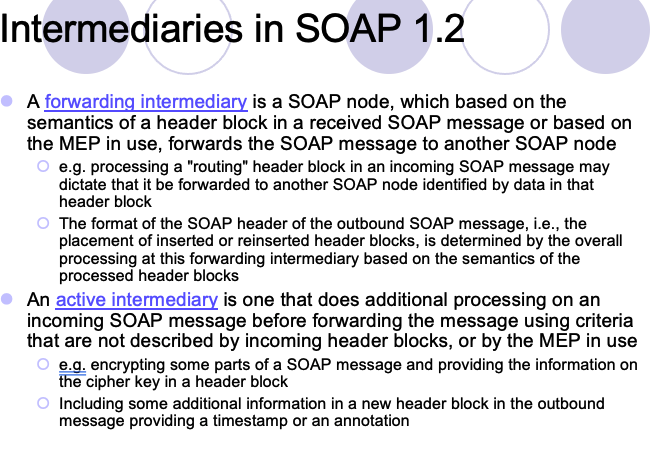 Intermediaries in SOAP 1.2
A forwarding intermediary is a SOAP node, which based on the
semantics of a header block in a received SOAP message or based on
the MEP in use, forwards the SOAP message to another SOAP node
e.g. processing a "routing" header block in an incoming SOAP message may
dictate that it be forwarded to another SOAP node identified by data in that
header block
The format of the SOAP header of the outbound SOAP message, i.e., the
placement of inserted or reinserted header blocks, is determined by the overall
processing at this forwarding intermediary based on the semantics of the
processed header blocks
An active intermediary is one that does additional processing on an
incoming SOAP message before forwarding the message using criteria
that are not described by incoming header blocks, or by the MEP in use
e.g. encrypting some parts of a SOAP message and providing the information on
the cipher key in a header block
Including some additional information in a new header block in the outbound
message providing a timestamp or an annotation